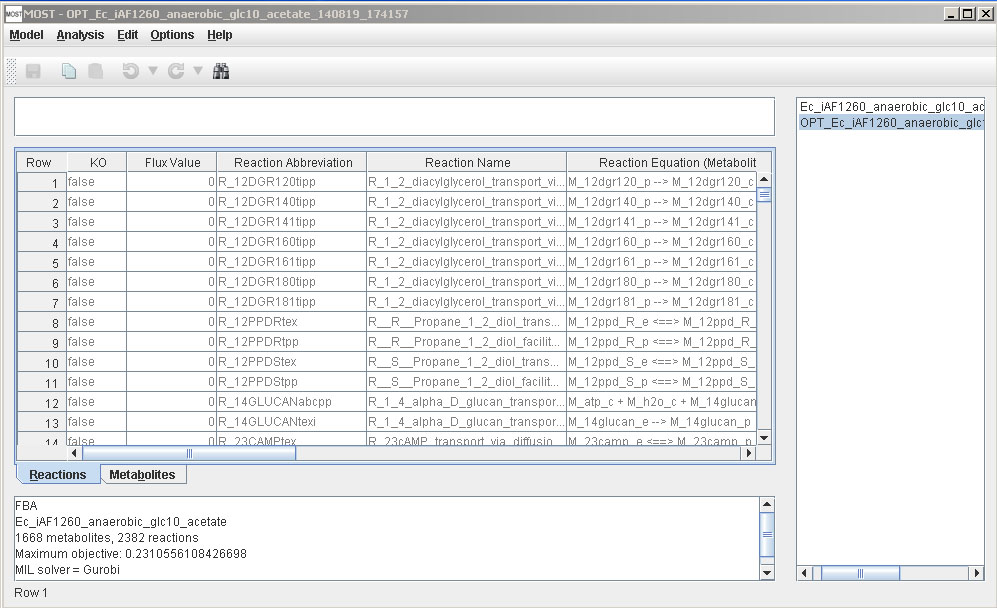 MOST MOST - OPT_Ec_iAF1260_anaerobic_glc10_acetate_140819_174157
Model Analysis Edit Options Help
Ec_iAF1260_anaerobic_glc10_ac
OPT_Ec_iAF1260_anaerobic_glc1
Row KO Flux Value Reaction Abbreviation Reaction Name Reaction Equation (Metabolit
1 false 0 R_12DGR120tipp R_1_2_diacylglycerol_transport_vi... M_12dgr120_p --> M_12dgr120_c
2 false 0 R_12DGR140tipp R_1_2_diacylglycerol_transport_vi... M_12dgr140_p --> M_12dgr140_c
3 false 0 R_12DGR141tipp R_1_2_diacylglycerol_transport_vi... M_12dgr141_p --> M_12dgr141_c
4 false 0 R_12DGR160tipp R_1_2_diacylglycerol_transport_vi... M_12dgr160_p --> M_12dgr160_c
5 false 0 R_12DGR161tipp R_1_2_diacylglycerol_transport_vi... M_12dgr161_p --> M_12dgr161_c
6 false 0 R_12DGR180tipp R_1_2_diacylglycerol_transport_vi... M_12dgr180_p --> M_12dgr180_c
7 false 0 R_12DGR181tipp R_1_2_diacylglycerol_transport_vi... M_12dgr181_p --> M_12dgr181_c
8 false 0 R_12PPDRtex R__R__Propane_1_2_diol_trans... M_12ppd_R_e <==> M_12ppd_R_
9 false 0 R_12PPDRtpp R__R__Propane_1_2_diol_facilit... M_12ppd_R_p <==> M_12ppd_R_
10 false 0 R_12PPDStex R__S__Propane_1_2_diol_trans... M_12ppd_S_e <==> M_12ppd_S_
11 false 0 R_12PPDStpp R__S__Propane_1_2_diol_facilit... M_12ppd_S_p <==> M_12ppd_S_
12 false 0 R_14GLUCANabcpp R_1_4_alpha_D_glucan_transpor... M_atp_c + M_h2o_c + M_14glucan
13 false 0 R_14GLUCANtexi R_1_4_alpha_D_glucan_transpor... M_14glucan_e --> M_14glucan_p
14 false 0 R_23CAMPtex R_23cAMP_transport_via_diffusio... M_23camp_e <==> M_23camp_p
Reactions Metabolites
FBA
Ec_iAF1260_anaerobic_glc10_acetate
1668 metabolites, 2382 reactions
Maximum objective: 0.2310556108426698
MIL solver = Gurobi
Row 1